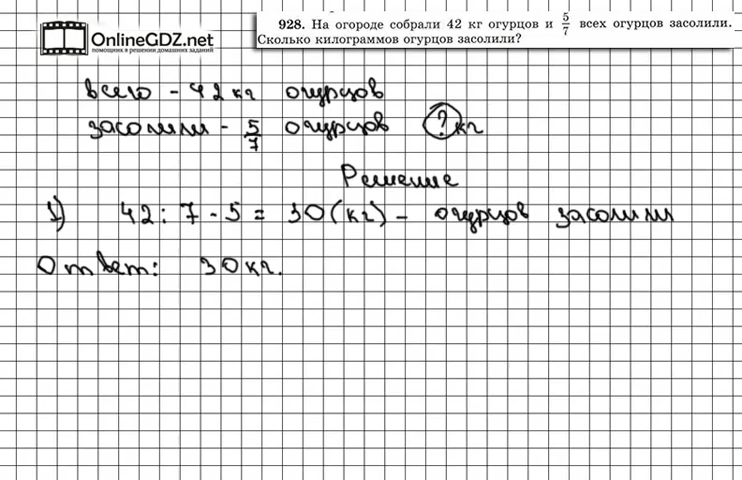 OnlineGDZ.net
помощник в решении домашних заданий
928. На огороде собрали 42 кг огурцов и 5/7 всех огурцов засолили.
Сколько килограммов огурцов засолили?
всего - 42 кг огурцов
засолили - 5/7 огурцов ? кг
Решение
1) 42 : 7 · 5 = 30 (кг) - огурцов засолили
Ответ: 30 кг.